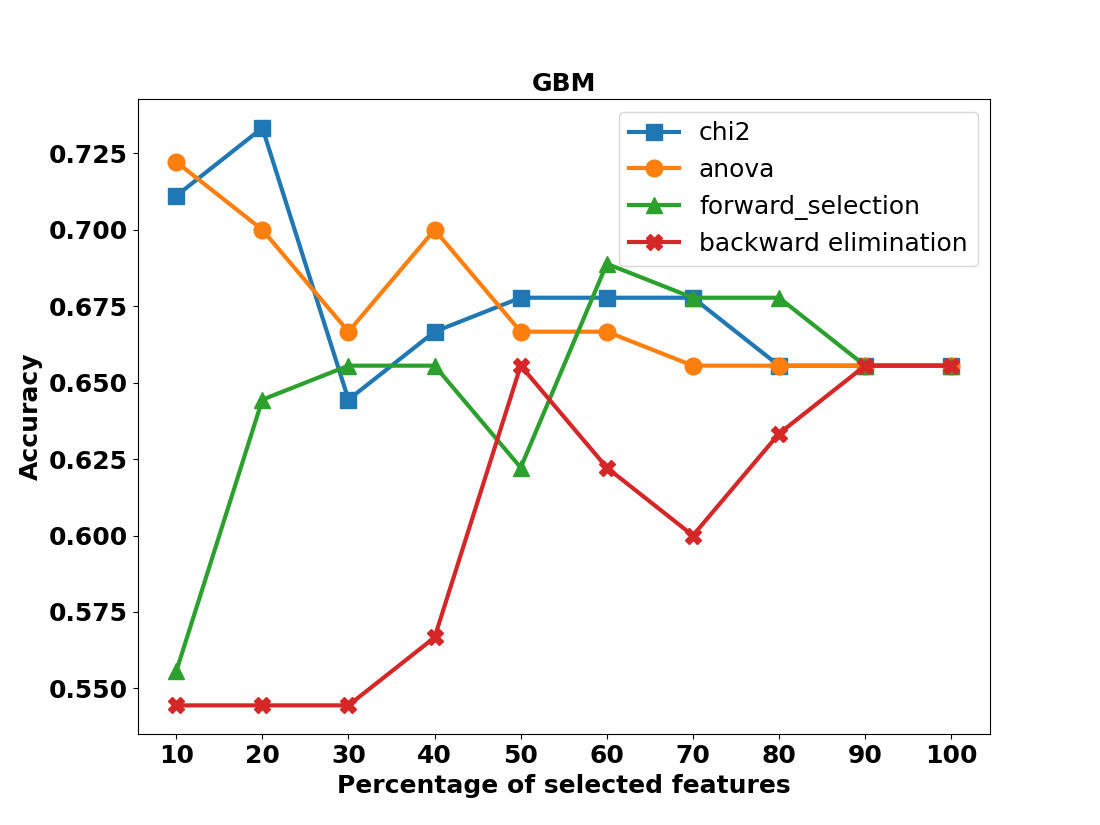 GBM
chi2
anova
forward_selection
backward elimination
Accuracy
0.725
0.700
0.675
0.650
0.625
0.600
0.575
0.550
10 20 30 40 50 60 70 80 90 100
Percentage of selected features